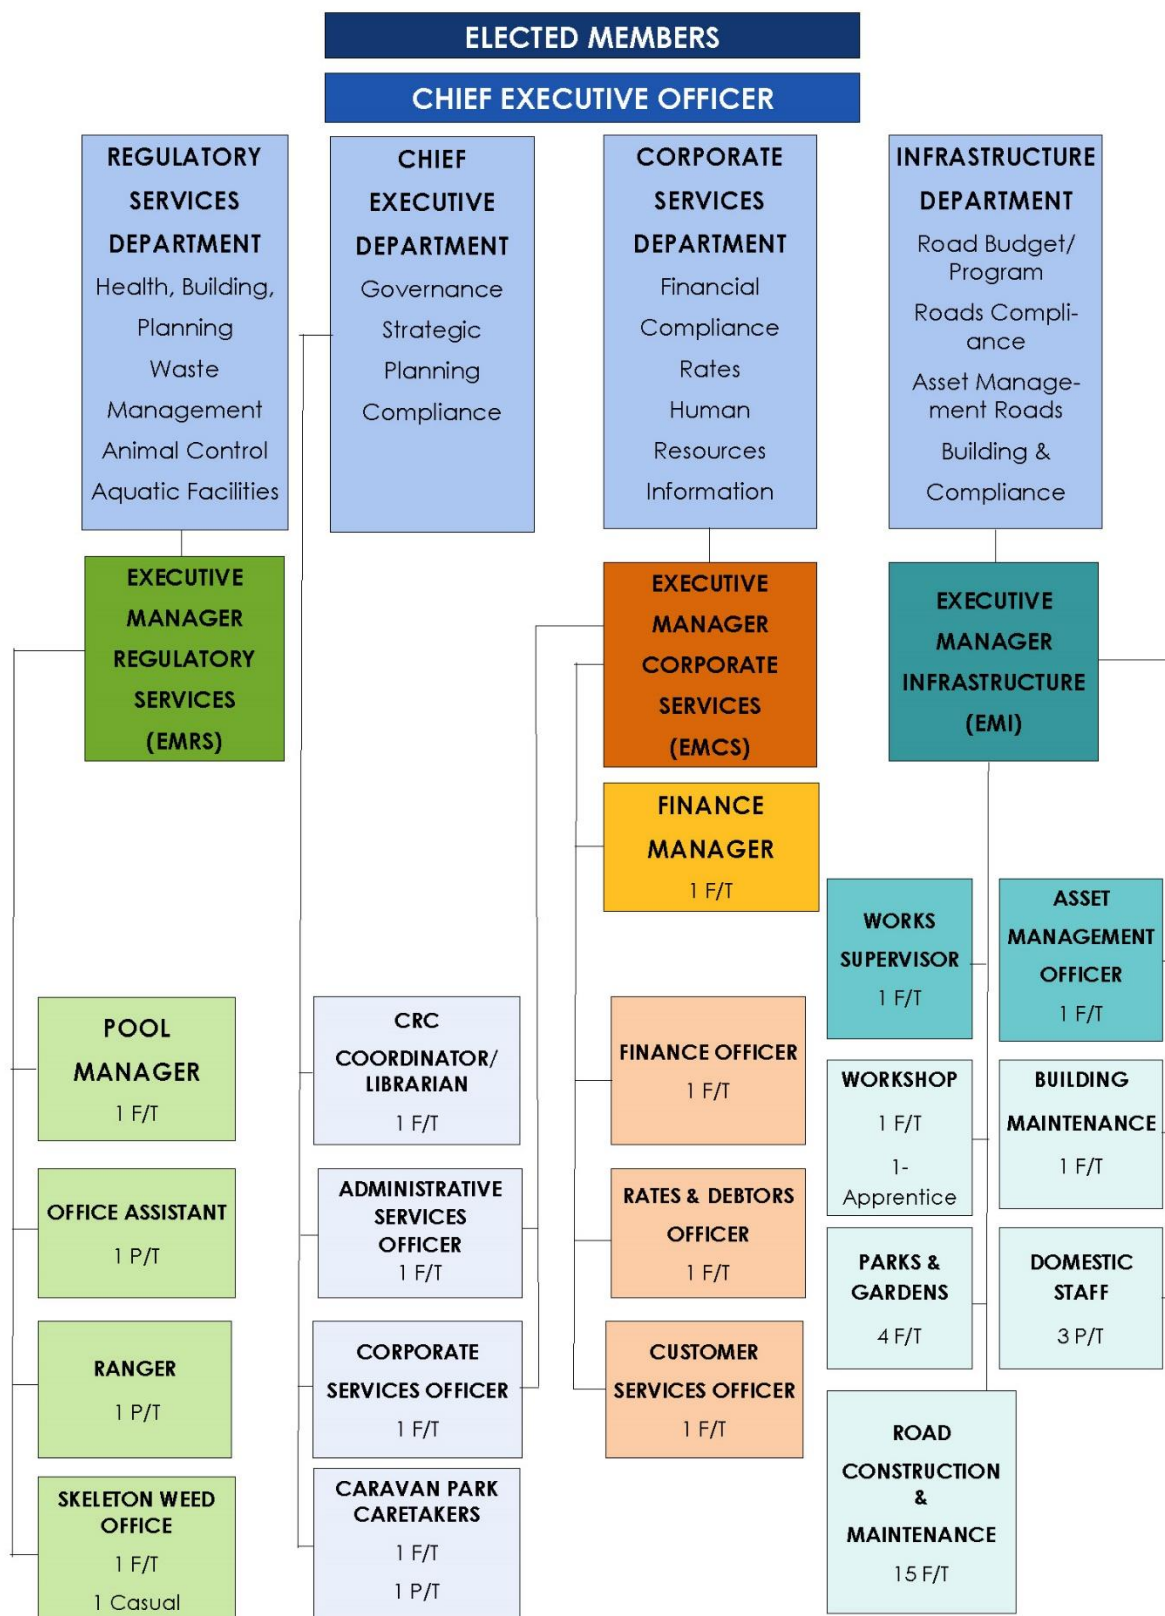 ELECTED MEMBERS
CHIEF EXECUTIVE OFFICER
REGULATORY
SERVICES
DEPARTMENT
Health, Building,
Planning
Waste
Management
Animal Control
Aquatic Facilities
CHIEF
EXECUTIVE
DEPARTMENT
Governance
Strategic
Planning
Compliance
CORPORATE
SERVICES
DEPARTMENT
Financial
Compliance
Rates
Human
Resources
Information
INFRASTRUCTURE
DEPARTMENT
Road Budget/
Program
Roads Compli-
ance
Asset Manage-
ment Roads
Building &
Compliance
EXECUTIVE
MANAGER
REGULATORY
SERVICES
(EMRS)
EXECUTIVE
MANAGER
CORPORATE
SERVICES
(EMCS)
EXECUTIVE
MANAGER
INFRASTRUCTURE
(EMI)
FINANCE
MANAGER
1 F/T
POOL
MANAGER
1 F/T
OFFICE ASSISTANT
1 P/T
RANGER
1 P/T
SKELETON WEED
OFFICE
1 F/T
1 Casual
CRC
COORDINATOR/
LIBRARIAN
1 F/T
ADMINISTRATIVE
SERVICES
OFFICER
1 F/T
CORPORATE
SERVICES OFFICER
1 F/T
CARAVAN PARK
CARETAKERS
1 F/T
1 P/T
FINANCE OFFICER
1 F/T
RATES & DEBTORS
OFFICER
1 F/T
CUSTOMER
SERVICES OFFICER
1 F/T
WORKS
SUPERVISOR
1 F/T
ASSET
MANAGEMENT
OFFICER
1 F/T
WORKSHOP
1 F/T
1-
Apprentice
BUILDING
MAINTENANCE
1 F/T
PARKS &
GARDENS
4 F/T
DOMESTIC
STAFF
3 P/T
ROAD
CONSTRUCTION
&
MAINTENANCE
15 F/T